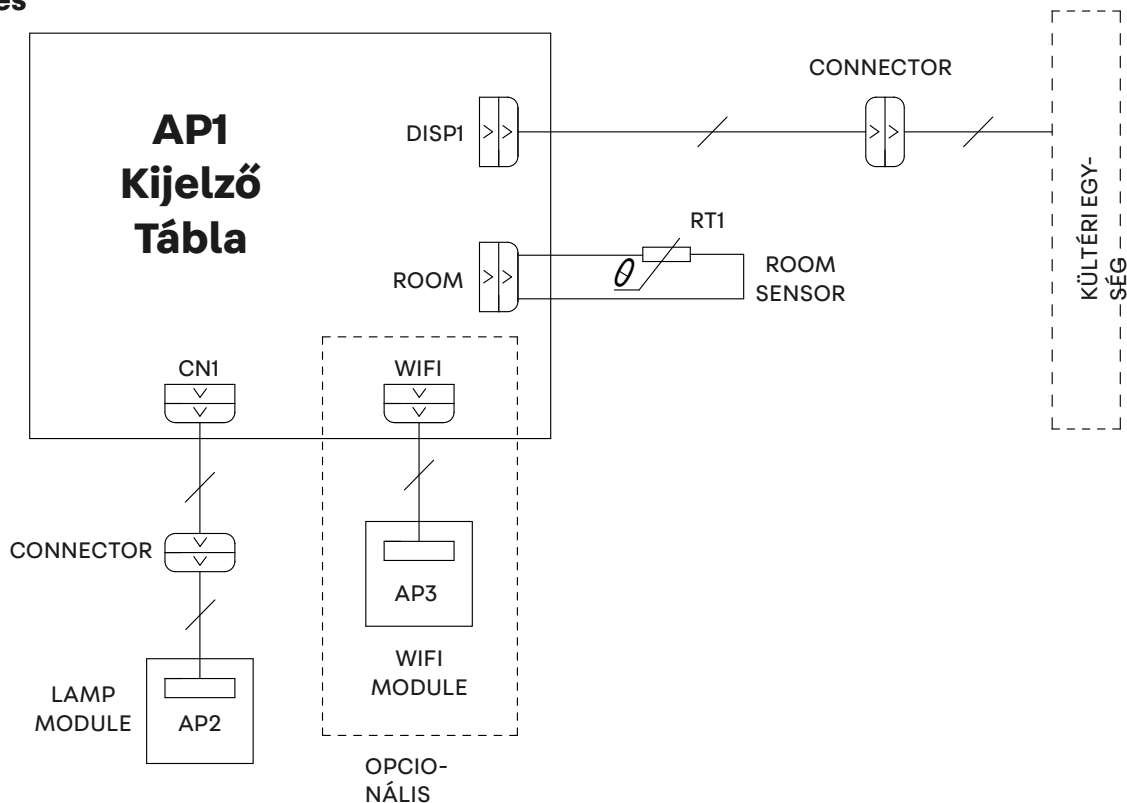 és
CONNECTOR
AP1
Kijelző
Tábla
DISP1
RT1
ROOM
ROOM
SENSOR
KÜLTÉRI EGY-
SÉG
CN1
WIFI
CONNECTOR
AP3
WIFI
MODULE
LAMP
MODULE
AP2
OPCIO-
NÁLIS